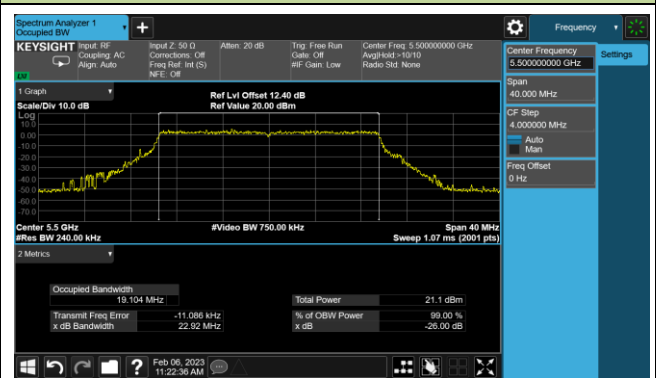 Spectrum Analyzer 1
Occupied BW
Frequency
KEYSIGHT
Input: RF
Coupling: AC
Align: Auto
Input Z: 50 Ω
Corrections: Off
Freq Ref: Int (S)
NFE: Off
Atten: 20 dB
Trig: Free Run
Gate: Off
#IF Gain: Low
Center Freq: 5.500000000 GHz
Avg|Hold:>10/10
Radio Std: None
LXI
Center Frequency
5.500000000 GHz
Settings
Span
40.000 MHz
CF Step
4.000000 MHz
Auto
Man
Freq Offset
0 Hz
1 Graph
Scale/Div 10.0 dB
Ref Lvl Offset 12.40 dB
Ref Value 20.00 dBm
Log
10.0
0.00
-10.0
-20.0
-30.0
-40.0
-50.0
-60.0
-70.0
Center 5.5 GHz
#Video BW 750.00 kHz
Span 40 MHz
#Res BW 240.00 kHz
Sweep 1.07 ms (2001 pts)
2 Metrics
Occupied Bandwidth
19.104 MHz
Total Power
21.1 dBm
Transmit Freq Error
-11.086 kHz
% of OBW Power
99.00 %
x dB Bandwidth
22.92 MHz
x dB
-26.00 dB
?
Feb 06, 2023
11:22:36 AM